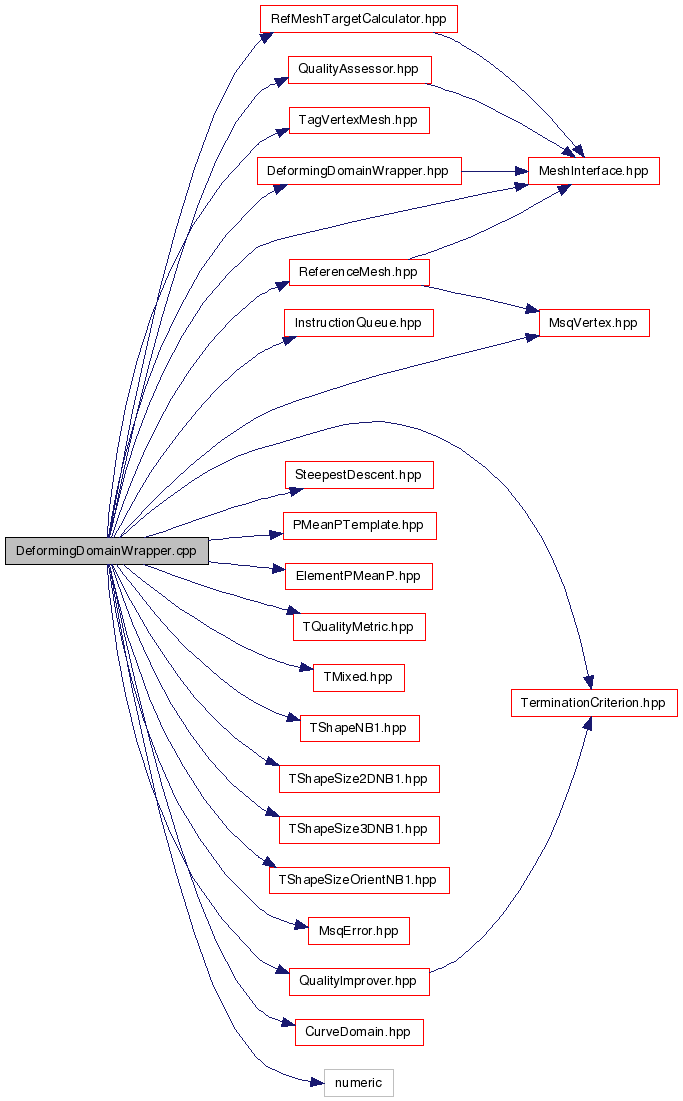 RefMeshTargetCalculator.hpp
QualityAssessor.hpp
TagVertexMesh.hpp
DeformingDomainWrapper.hpp
MeshInterface.hpp
ReferenceMesh.hpp
InstructionQueue.hpp
MsqVertex.hpp
SteepestDescent.hpp
PMeanPTemplate.hpp
DeformingDomainWrapper.cpp
ElementPMeanP.hpp
TQualityMetric.hpp
TMixed.hpp
TerminationCriterion.hpp
TShapeNB1.hpp
TShapeSize2DNB1.hpp
TShapeSize3DNB1.hpp
TShapeSizeOrientNB1.hpp
MsqError.hpp
QualityImprover.hpp
CurveDomain.hpp
numeric